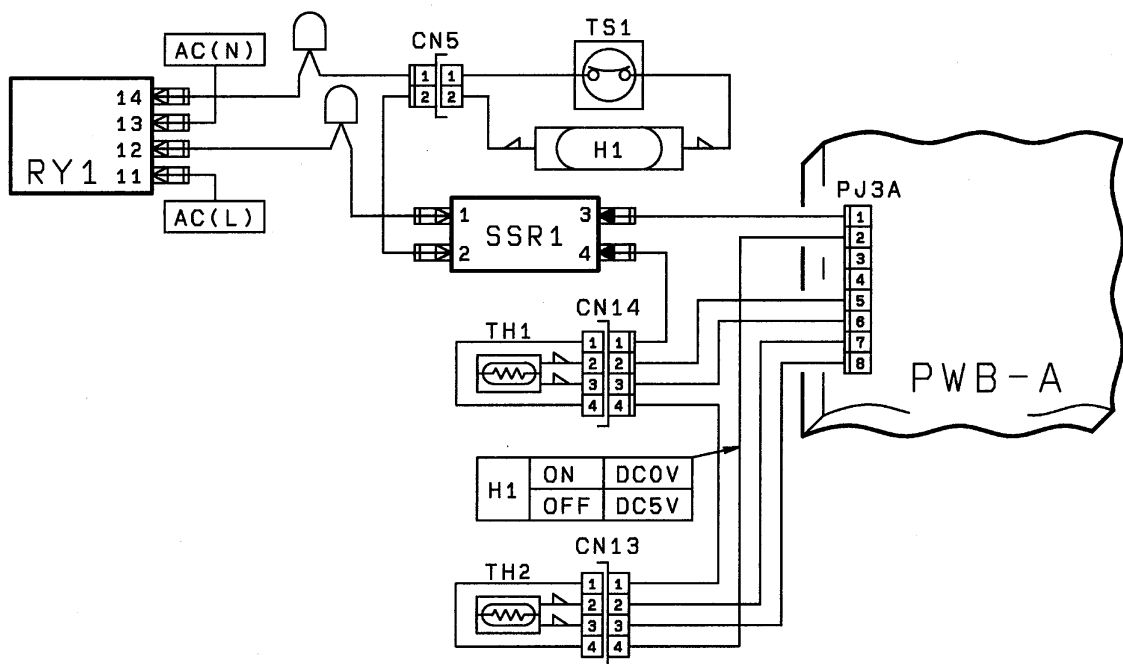 TS1
CN5
AC(N)
1 1
2 2
14
13
12
11
RY1
H1
AC(L)
PJ3A
1
2
3
4
5
6
7
8
1 3
2 4
SSR1
PWB-A
CN14
TH1
1 1
2 2
3 3
4 4
H1
ON DC0V
OFF DC5V
CN13
TH2
1 1
2 2
3 3
4 4